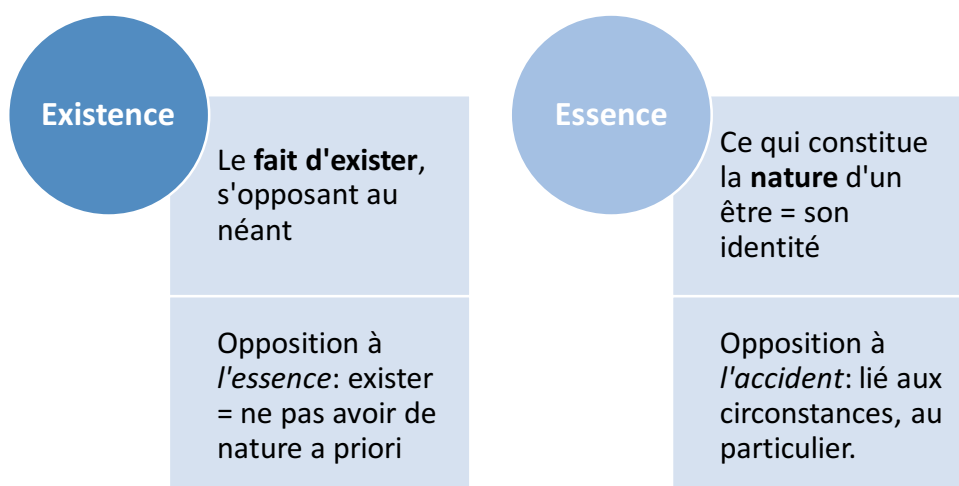 Existence
Le fait d'exister,
s'opposant au
néant
Opposition à
l'essence: exister
= ne pas avoir de
nature a priori
Essence
Ce qui constitue
la nature d'un
être = son
identité
Opposition à
l'accident: lié aux
circonstances, au
particulier.